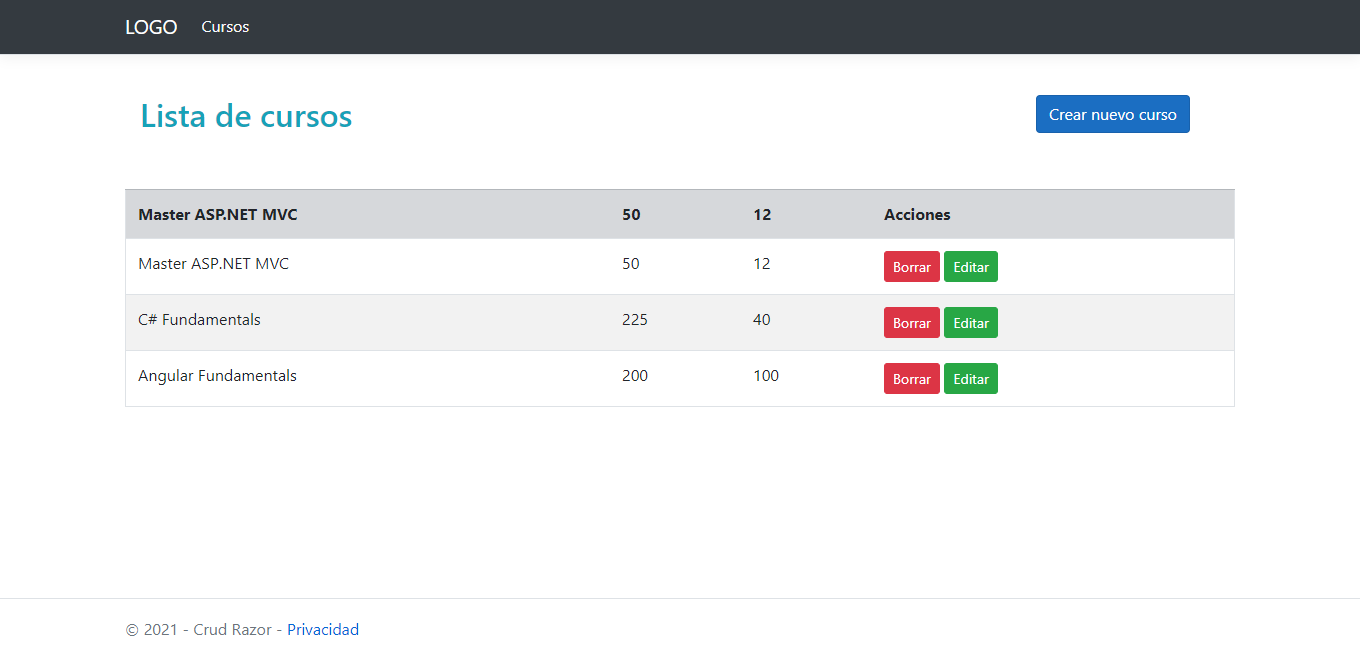 LOGO Cursos
Lista de cursos Crear nuevo curso
Master ASP.NET MVC 50 12 Acciones
Master ASP.NET MVC 50 12 Borrar Editar
C# Fundamentals 225 40 Borrar Editar
Angular Fundamentals 200 100 Borrar Editar
© 2021 - Crud Razor - Privacidad